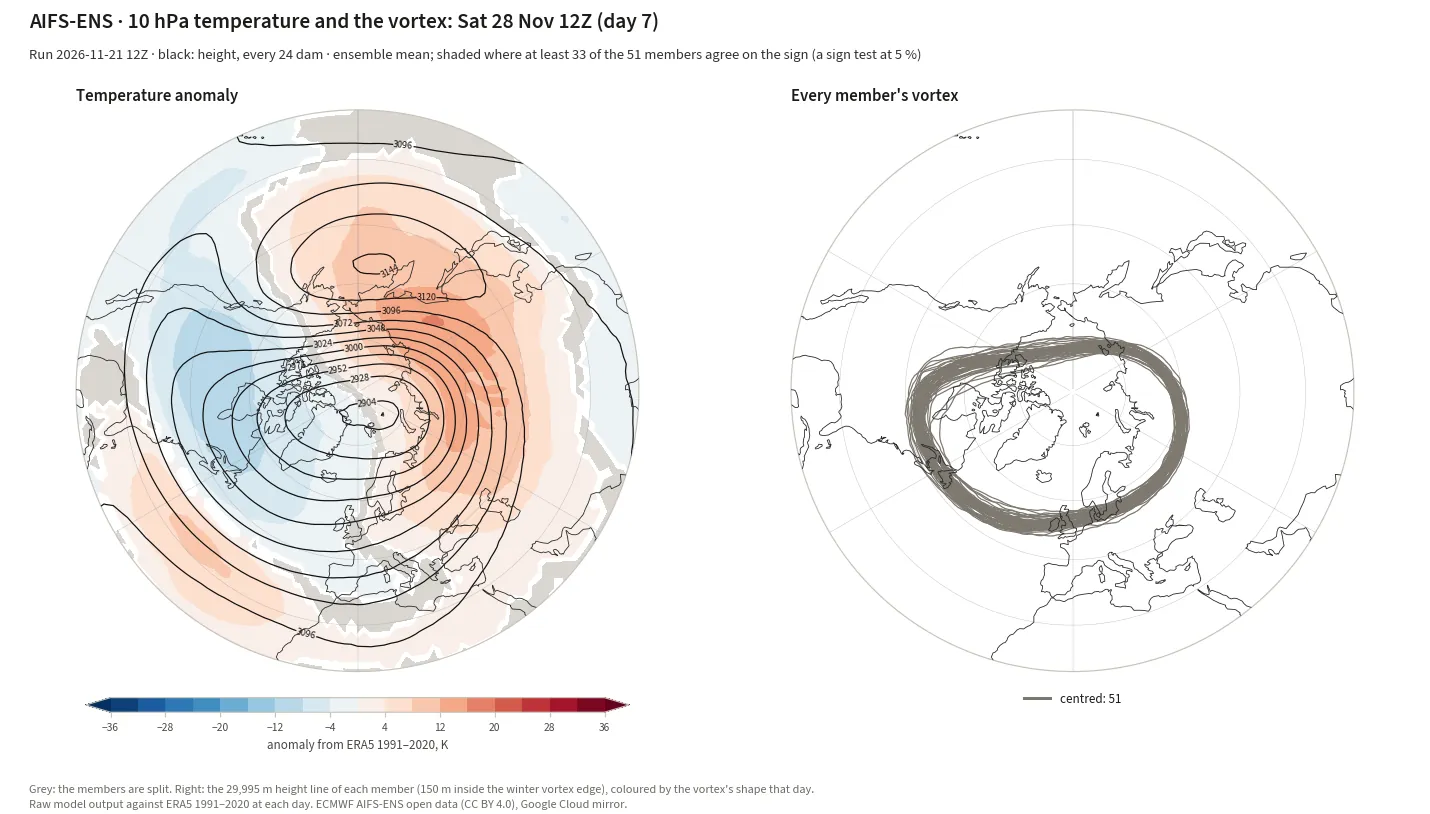 AIFS-ENS · 10 hPa temperature and the vortex: Sat 28 Nov 12Z (day 7)
Run 2026-11-21 12Z · black: height, every 24 dam · ensemble mean; shaded where at least 33 of the 51 members agree on the sign (a sign test at 5 %)
Temperature anomaly
Every member's vortex
3096
3144
3120
3096
3072
3048
3024
3000
2952
2928
2904
3096
centred: 51
−36 −28 −20 −12 −4 4 12 20 28 36
anomaly from ERA5 1991–2020, K
Grey: the members are split. Right: the 29,995 m height line of each member (150 m inside the winter vortex edge), coloured by the vortex's shape that day.
Raw model output against ERA5 1991–2020 at each day. ECMWF AIFS-ENS open data (CC BY 4.0), Google Cloud mirror.